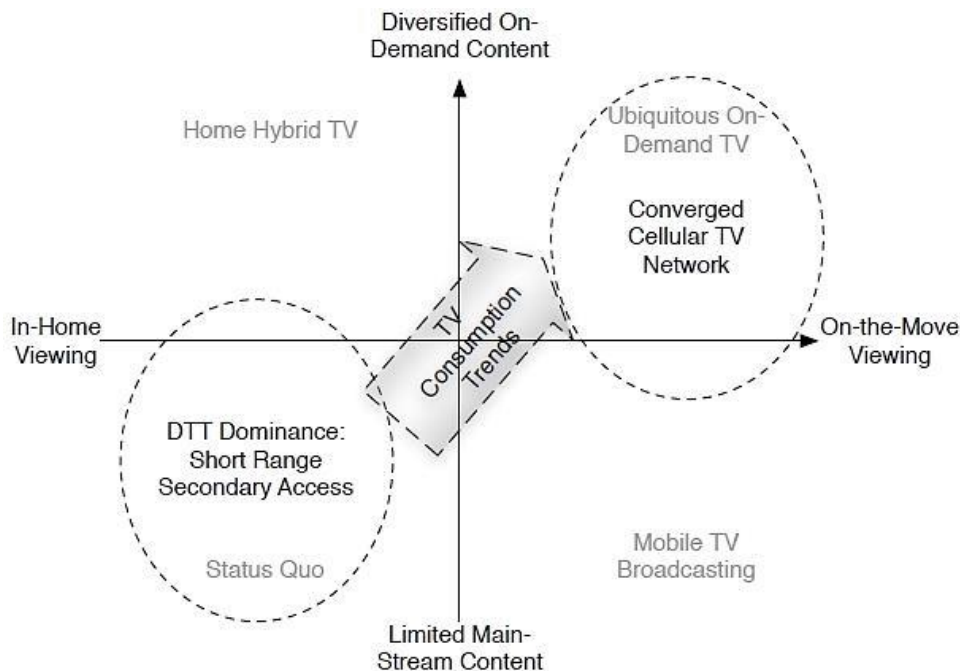 Diversified On-
Demand Content
Home Hybrid TV
Ubiquitous On-
Demand TV
Converged
Cellular TV
Network
TV
Consumption
Trends
In-Home
Viewing
On-the-Move
Viewing
DTT Dominance:
Short Range
Secondary Access
Status Quo
Mobile TV
Broadcasting
Limited Main-
Stream Content